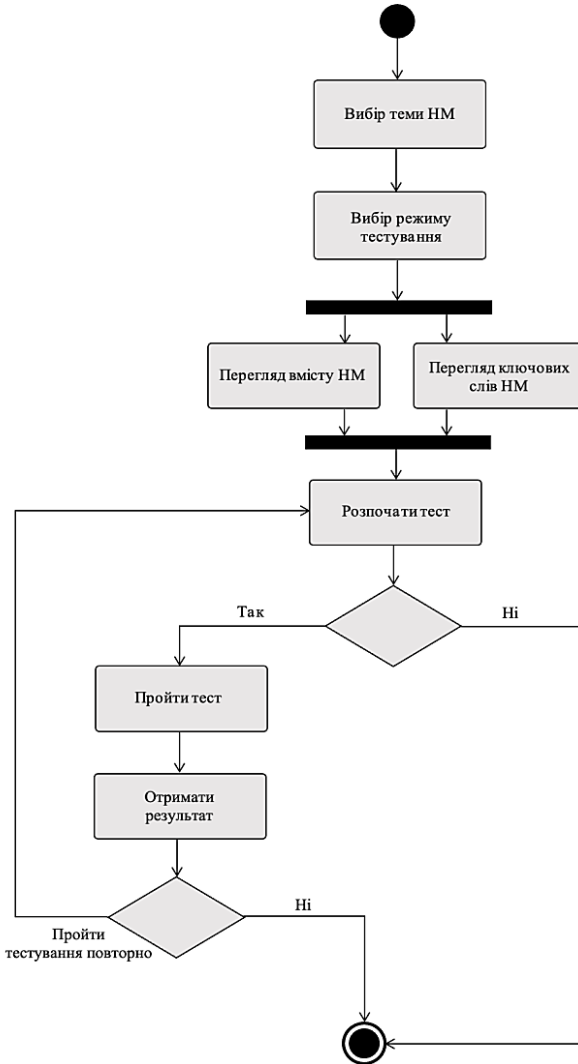 Вибір теми НМ
Вибір режиму
тестування
Перегляд вмісту НМ
Перегляд ключових
слів НМ
Розпочати тест
Так
Ні
Пройти тест
Отримати
результат
Ні
Пройти
тестування повторно